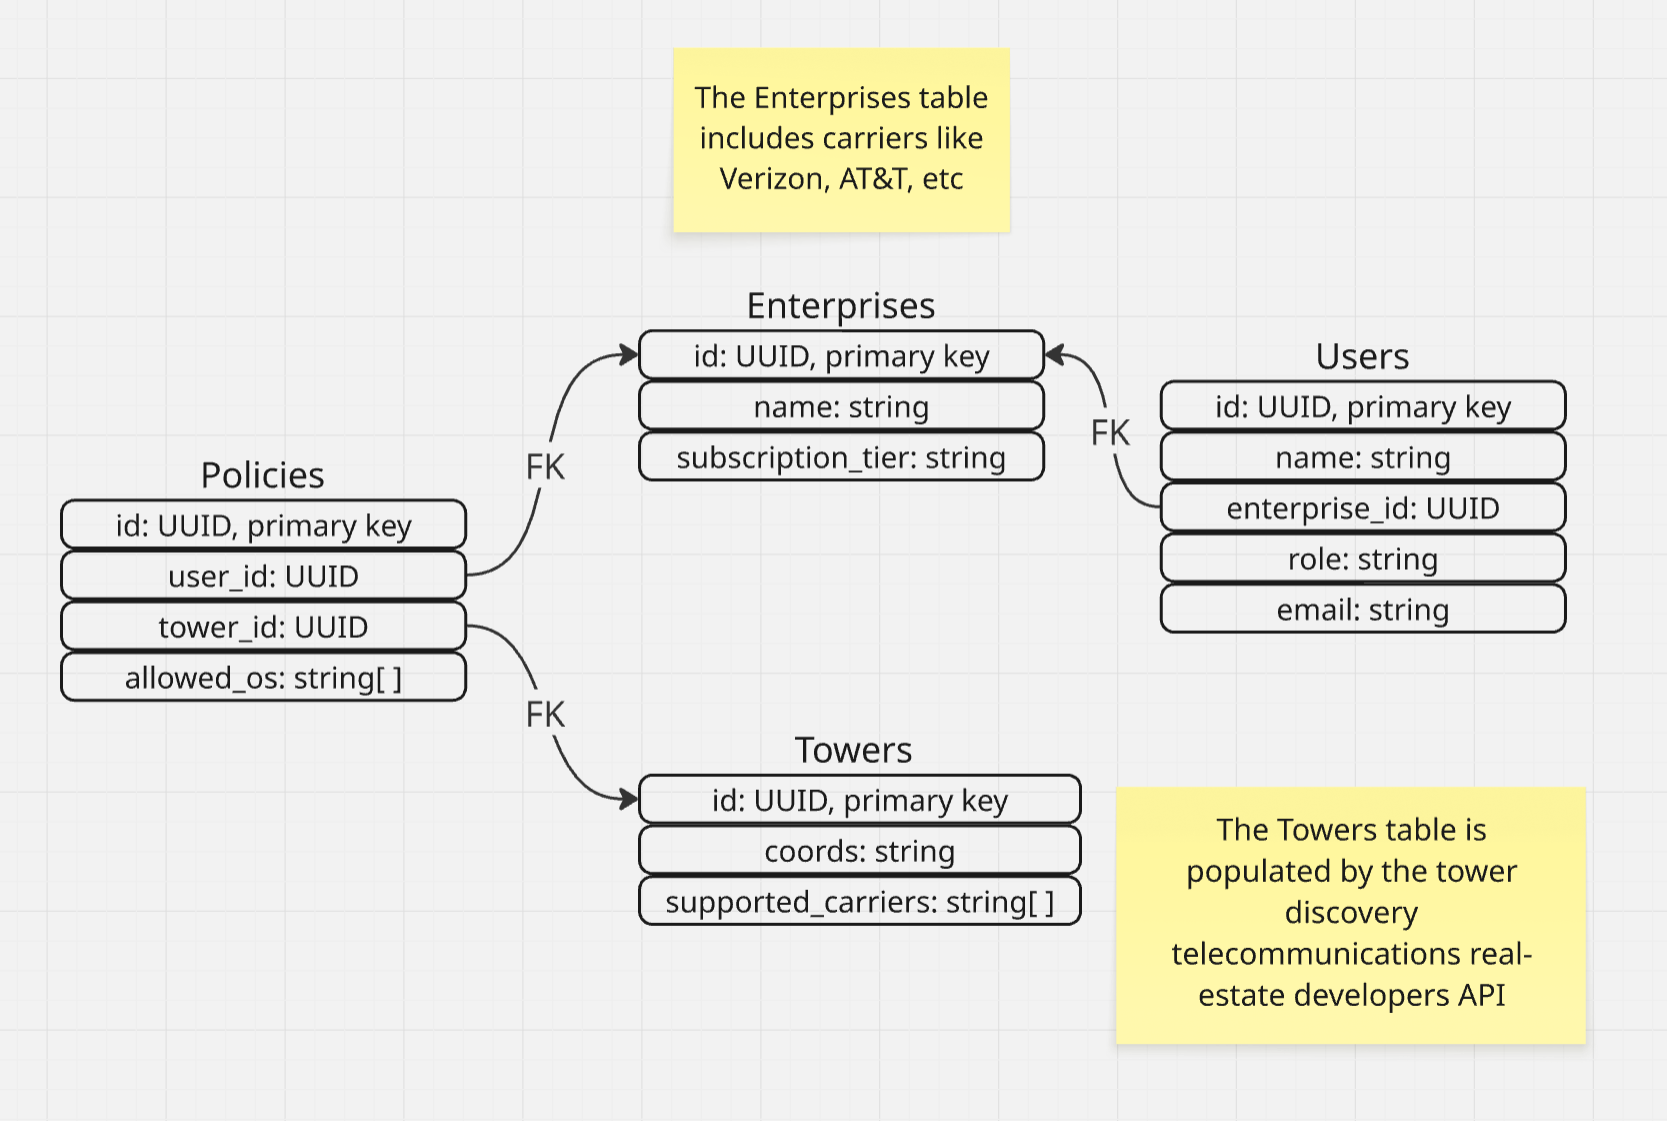 The Enterprises table
includes carriers like
Verizon, AT&T, etc
Enterprises
id: UUID, primary key
name: string
subscription_tier: string
FK
FK
Users
id: UUID, primary key
name: string
enterprise_id: UUID
role: string
email: string
Policies
id: UUID, primary key
user_id: UUID
tower_id: UUID
allowed_os: string[ ]
FK
Towers
id: UUID, primary key
coords: string
supported_carriers: string[ ]
The Towers table is
populated by the tower
discovery
telecommunications real-
estate developers API